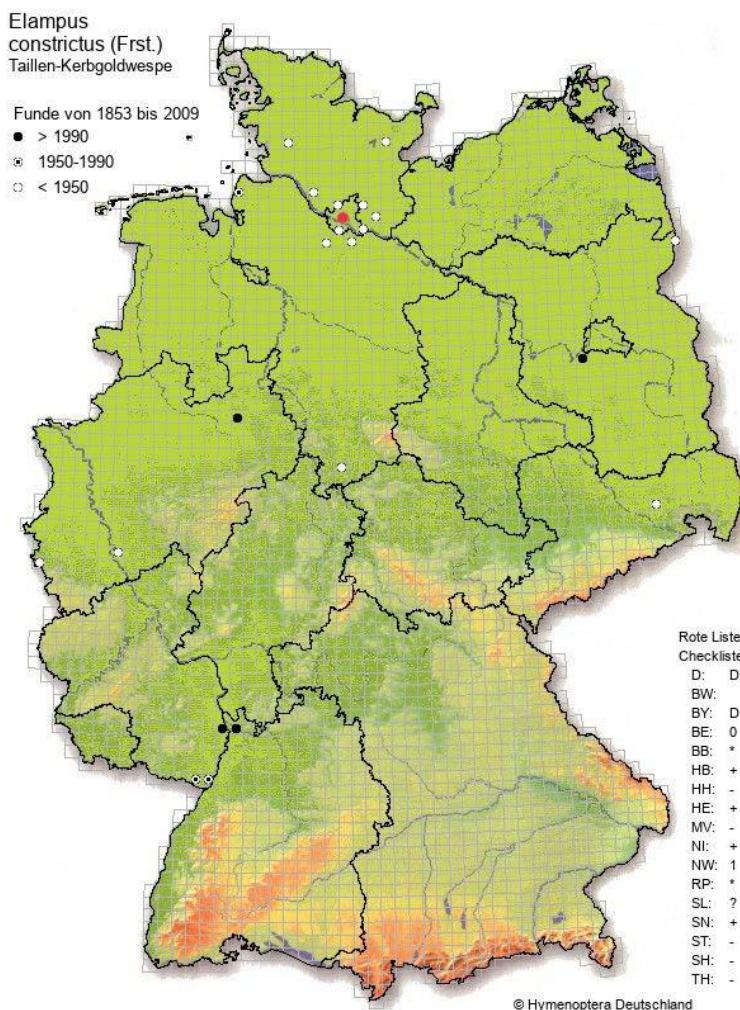 Elampus
constrictus (Frst.)
Taillen-Kerbgoldwespe
Funde von 1853 bis 2009
> 1990
1950-1990
< 1950
Rote Liste
Checkliste
D: D
BW:
BY: D
BE: 0
BB: *
HB: +
HH: -
HE: +
MV: -
NI: +
NW: 1
RP: *
SL: ?
SN: +
ST: -
SH: -
TH: -
© Hymenoptera Deutschland